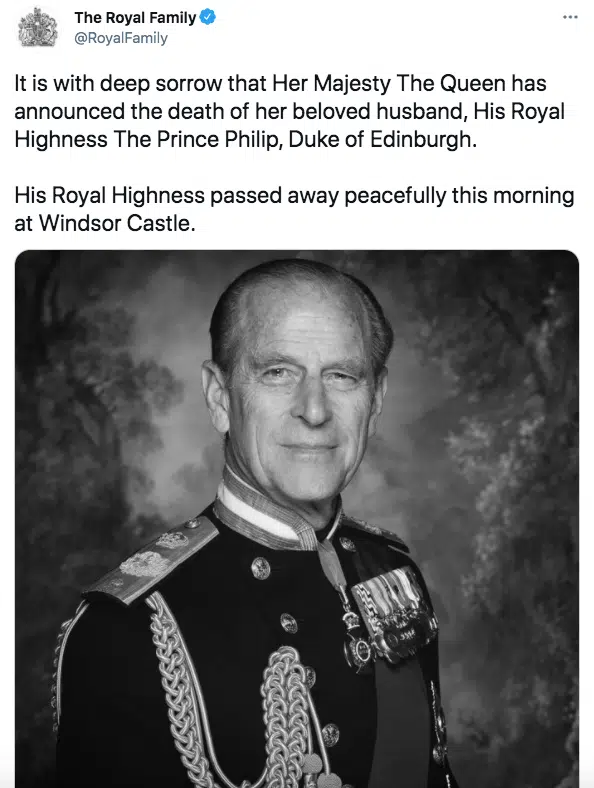 The Royal Family
@RoyalFamily
It is with deep sorrow that Her Majesty The Queen has
announced the death of her beloved husband, His Royal
Highness The Prince Philip, Duke of Edinburgh.
His Royal Highness passed away peacefully this morning
at Windsor Castle.